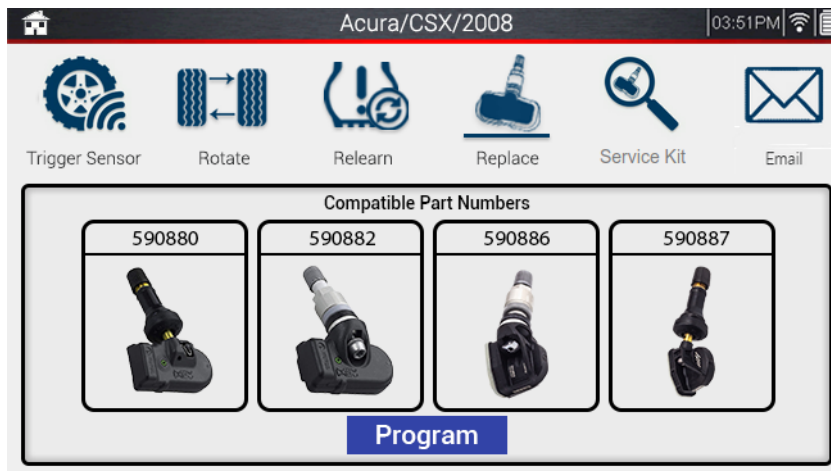 Acura/CSX/2008 03:51PM
Trigger Sensor Rotate Relearn Replace Service Kit Email
Compatible Part Numbers
590880 590882 590886 590887
Program